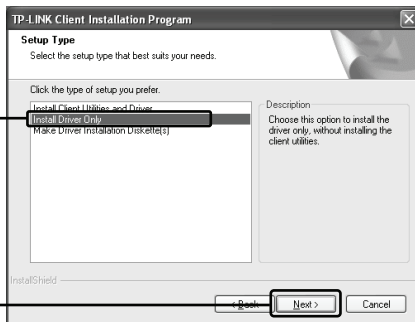 TP-LINK Client Installation Program
Setup Type
Select the setup type that best suits your needs.
Click the type of setup you prefer.
Install Client Utilities and Driver
Install Driver Only
Make Driver Installation Diskette(s)
Description
Choose this option to install the
driver only, without installing the
client utilities.
InstallShield
< Back
Next >
Cancel